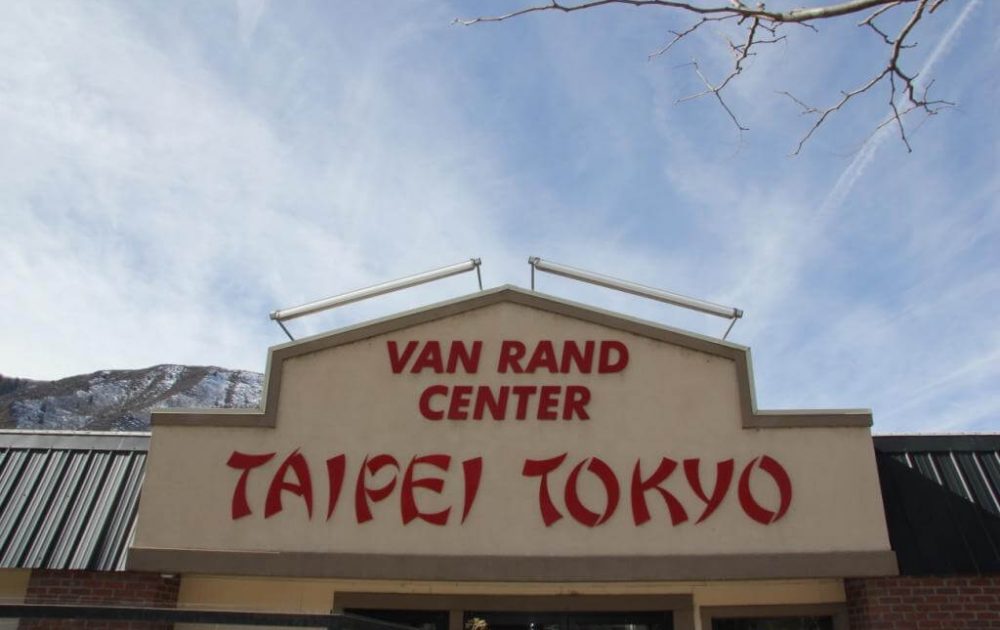 VAN RAND
CENTER
TAIPEI TOKYO